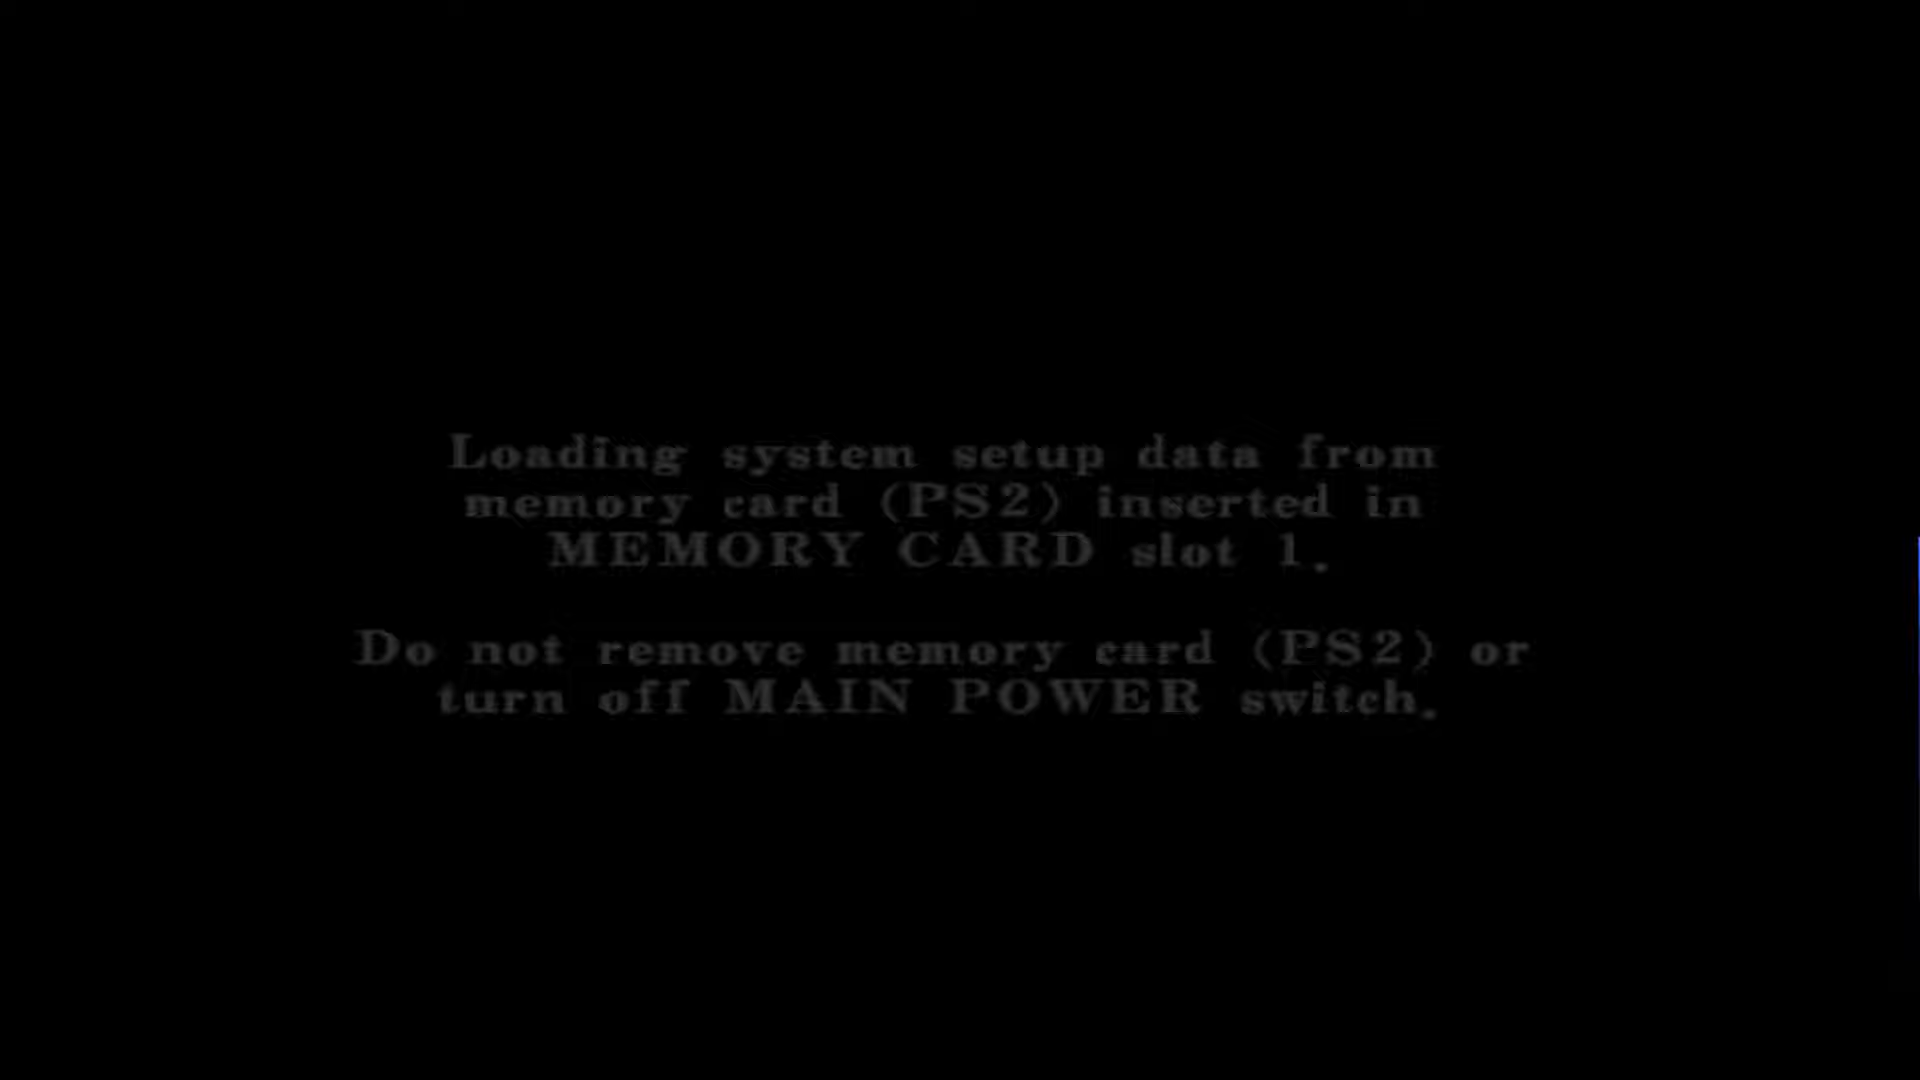 Loading system setup data from
memory card (PS2) inserted in
MEMORY CARD slot 1.
Do not remove memory card (PS2) or
turn off MAIN POWER switch.